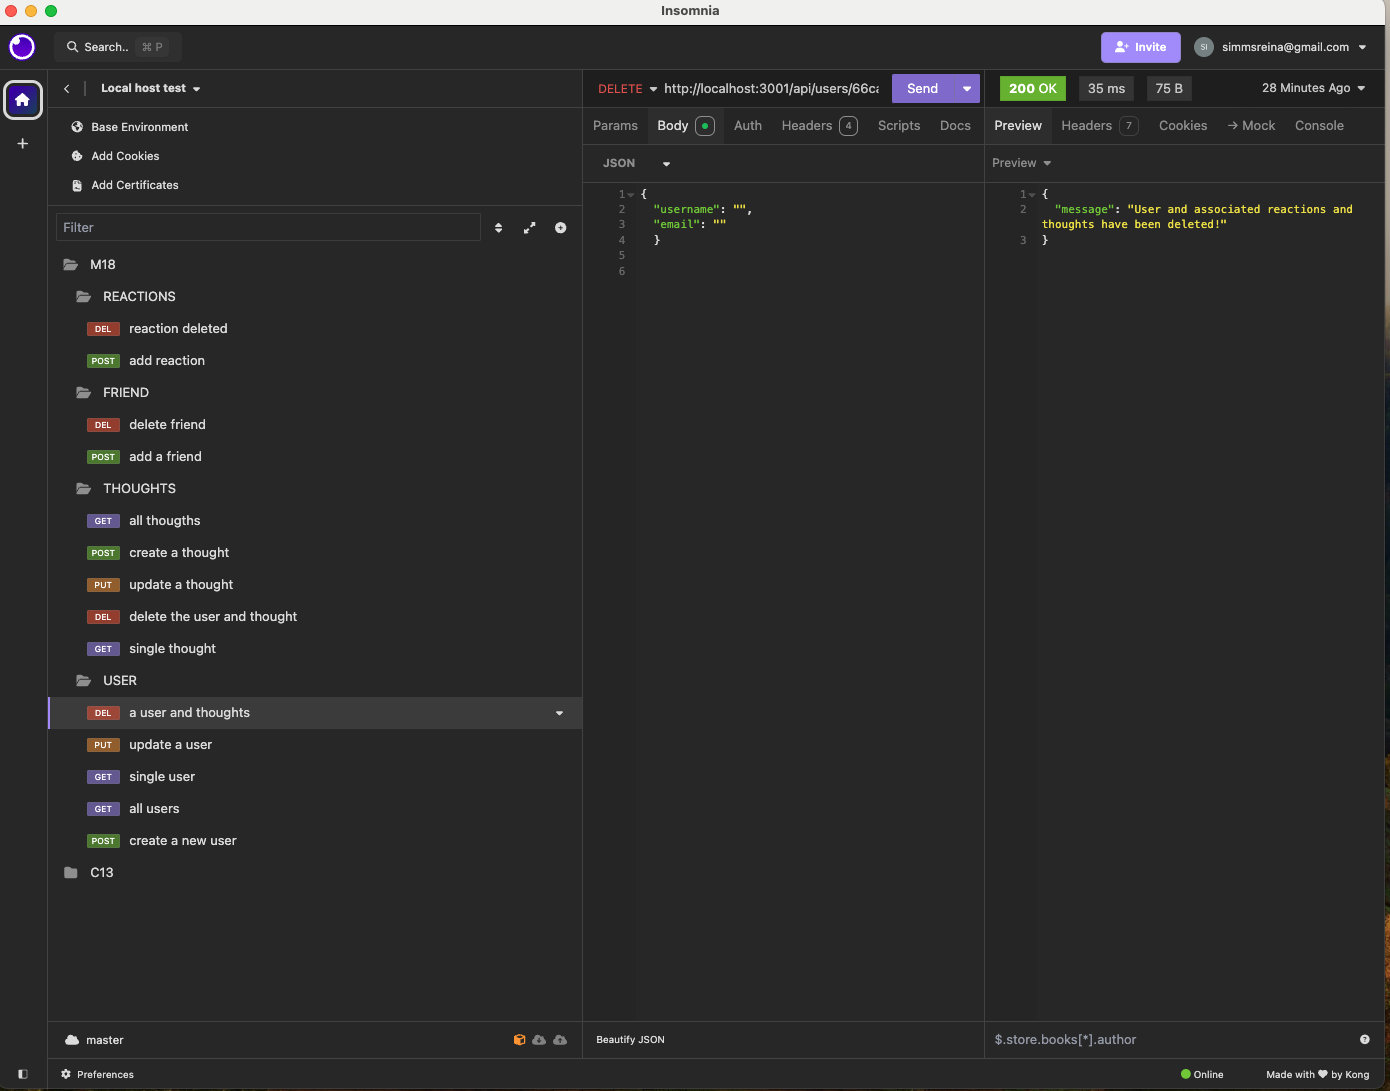 Insomnia
Search.. ⌘ P
Invite
SI
simmsreina@gmail.com
Local host test
Base Environment
Add Cookies
Add Certificates
Filter
M18
REACTIONS
DEL reaction deleted
POST add reaction
FRIEND
DEL delete friend
POST add a friend
THOUGHTS
GET all thougths
POST create a thought
PUT update a thought
DEL delete the user and thought
GET single thought
USER
DEL a user and thoughts
PUT update a user
GET single user
GET all users
POST create a new user
C13
master
Preferences
DELETE http://localhost:3001/api/users/66ca
Send
Params Body Auth Headers 4 Scripts Docs
JSON
1 {
2 "username": "",
3 "email": ""
4 }
5
6
Beautify JSON
200 OK 35 ms 75 B 28 Minutes Ago
Preview Headers 7 Cookies → Mock Console
Preview
1 {
2 "message": "User and associated reactions and
thoughts have been deleted!"
3 }
$.store.books[*].author
Online
Made with ♥ by Kong